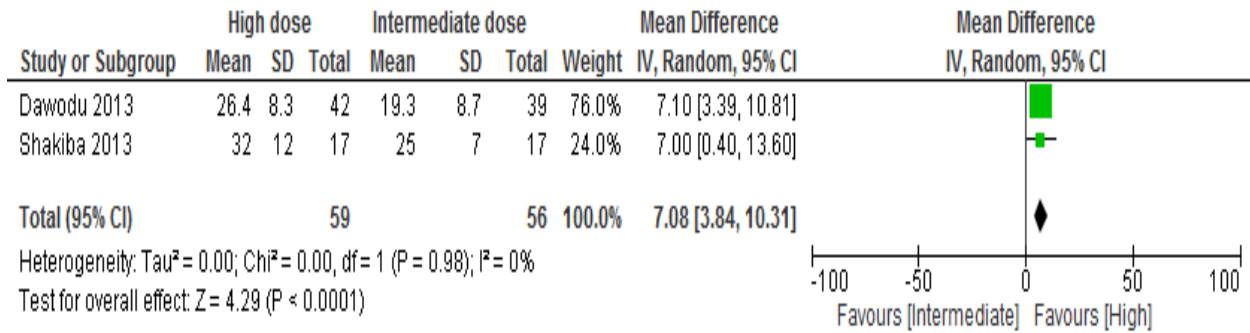 High dose Intermediate dose Mean Difference Mean Difference
Study or Subgroup Mean SD Total Mean SD Total Weight IV, Random, 95% CI IV, Random, 95% CI
Dawodu 2013 26.4 8.3 42 19.3 8.7 39 76.0% 7.10 [3.39, 10.81]
Shakiba 2013 32 12 17 25 7 17 24.0% 7.00 [0.40, 13.60]
Total (95% CI) 59 56 100.0% 7.08 [3.84, 10.31]
Heterogeneity: Tau² = 0.00; Chi² = 0.00, df = 1 (P = 0.98); I² = 0%
Test for overall effect: Z = 4.29 (P < 0.0001)
-100 -50 0 50 100
Favours [Intermediate] Favours [High]